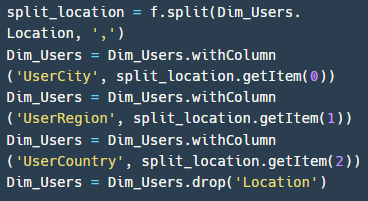 split_location = f.split(Dim_Users.
Location, ',')
Dim_Users = Dim_Users.withColumn
('UserCity', split_location.getItem(0))
Dim_Users = Dim_Users.withColumn
('UserRegion', split_location.getItem(1))
Dim_Users = Dim_Users.withColumn
('UserCountry', split_location.getItem(2))
Dim_Users = Dim_Users.drop('Location')